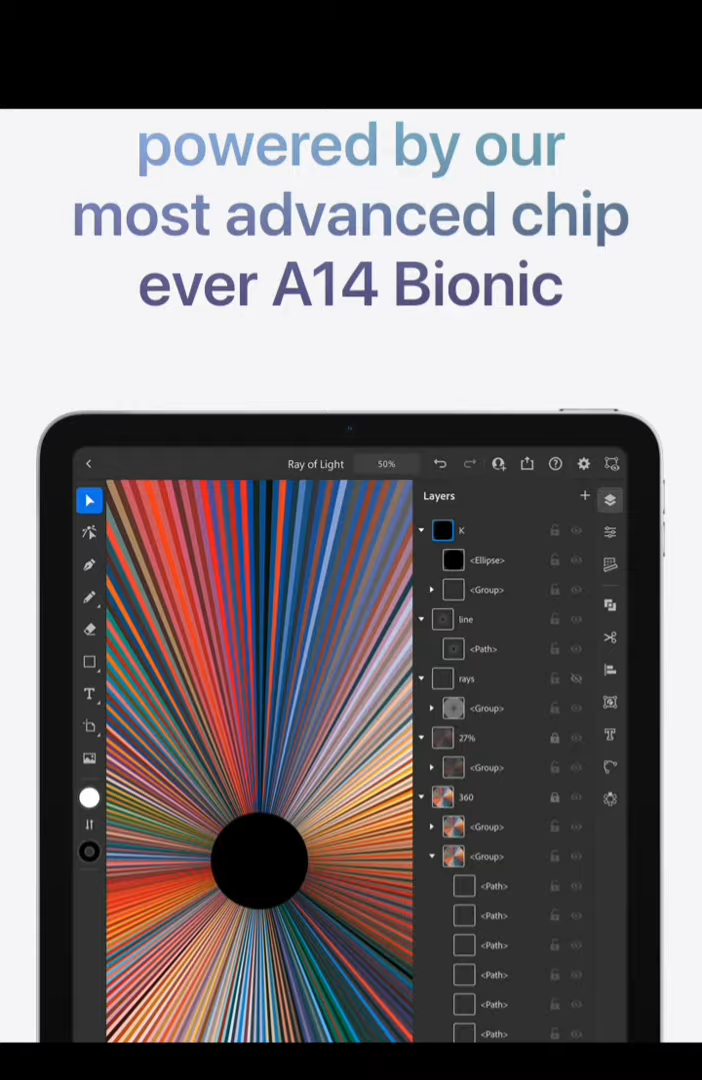 powered by our
most advanced chip
ever A14 Bionic
Ray of Light
50%
Layers
K
<Ellipse>
<Group>
line
<Path>
rays
<Group>
27%
<Group>
360
<Group>
<Group>
<Path>
<Path>
<Path>
<Path>
<Path>
<Path>